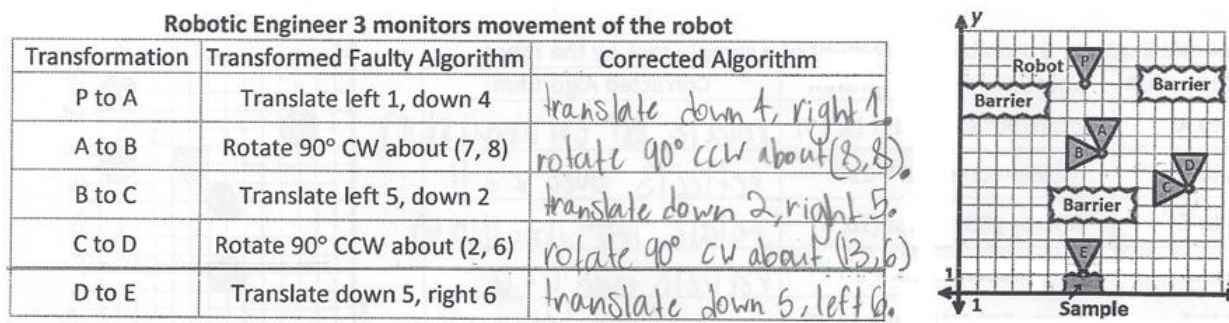 Robotic Engineer 3 monitors movement of the robot
Transformation Transformed Faulty Algorithm Corrected Algorithm
P to A Translate left 1, down 4 translate down 4, right 1.
A to B Rotate 90° CW about (7, 8) rotate 90° CCW about (8,8).
B to C Translate left 5, down 2 translate down 2, right 5.
C to D Rotate 90° CCW about (2, 6) rotate 90° CW about (13,6)
D to E Translate down 5, right 6 translate down 5, left 6.
y
Robot P
Barrier
Barrier
A
B
D
C
Barrier
E
1
1
Sample